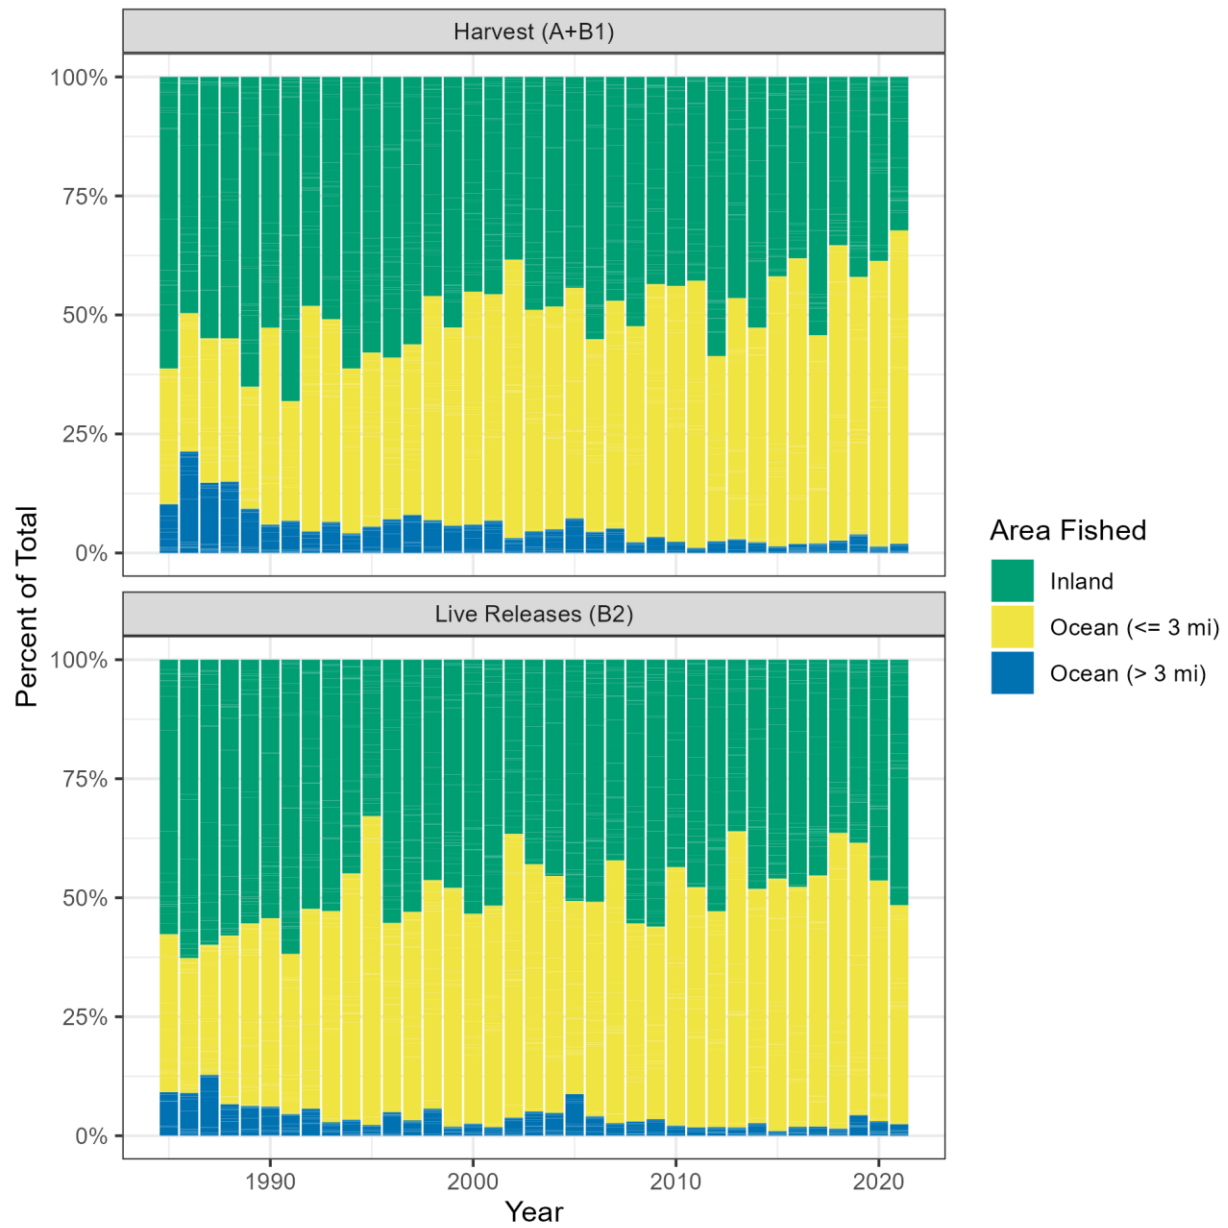 Harvest (A+B1)
100%
75%
50%
25%
0%
Live Releases (B2)
100%
75%
50%
25%
0%
1990
2000
2010
2020
Year
Percent of Total
Area Fished
Inland
Ocean (<= 3 mi)
Ocean (> 3 mi)